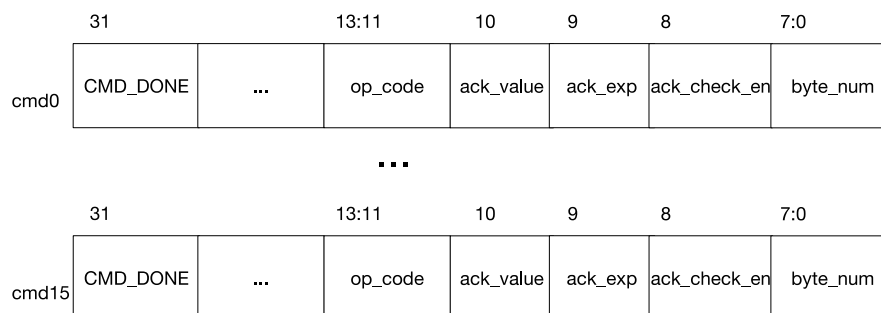 31 13:11 10 9 8 7:0
cmd0 CMD_DONE ... op_code ack_value ack_exp ack_check_en byte_num
...
31 13:11 10 9 8 7:0
cmd15 CMD_DONE ... op_code ack_value ack_exp ack_check_en byte_num